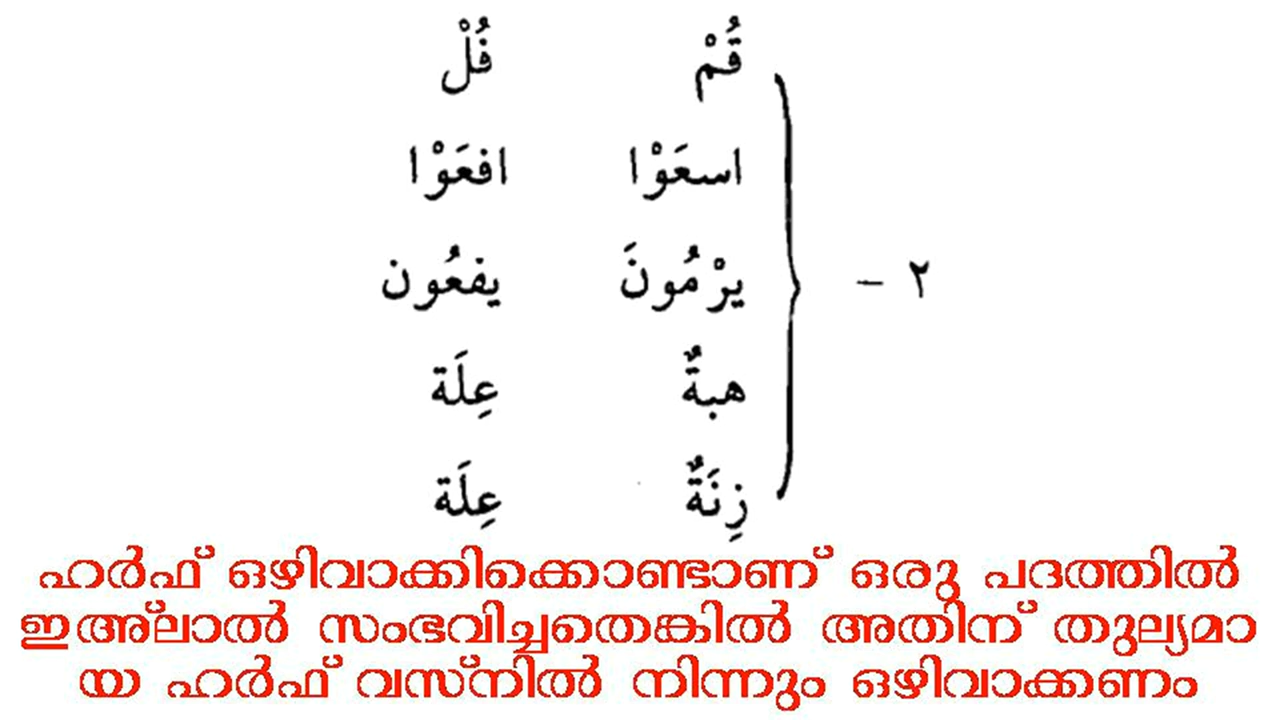 قُمْ فُلْ
اسعَوْا افعَوْا
٢ - يرْمُونَ يفعُون
هبةٌ عِلَة
زِنَةٌ عِلَة
ഹർഫ് ഒഴിവാക്കിക്കൊണ്ടാണ് ഒരു പദത്തിൽ
ഇഅ്ലാൽ സംഭവിച്ചതെങ്കിൽ അതിന് തുല്യമാ
യ ഹർഫ് വസ്നിൽ നിന്നും ഒഴിവാക്കണം